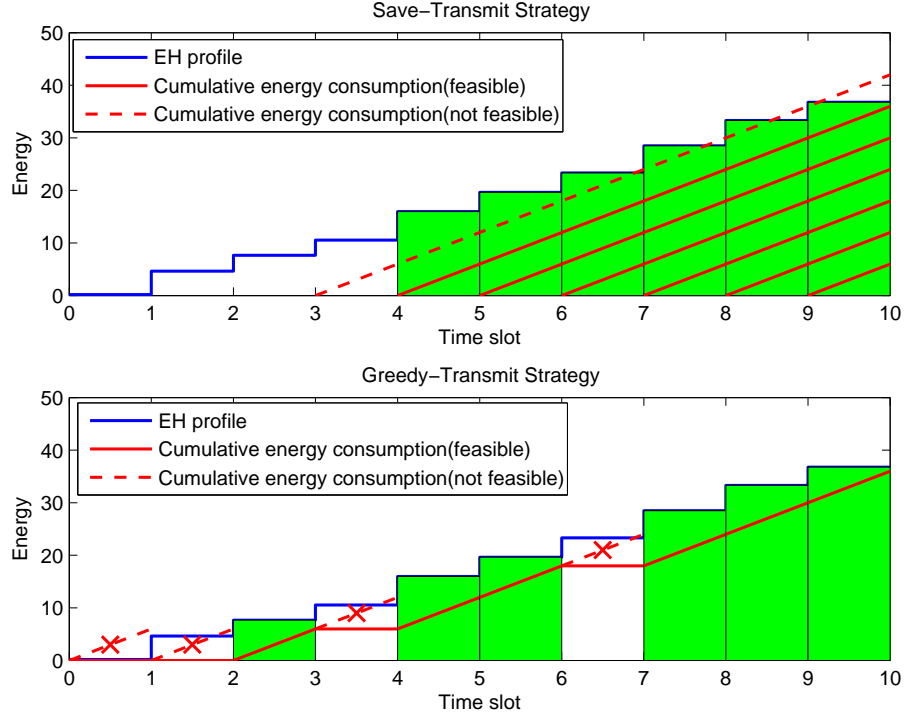 Save−Transmit Strategy
50
40
30
20
10
0
Energy
EH profile
Cumulative energy consumption(feasible)
Cumulative energy consumption(not feasible)
0 1 2 3 4 5 6 7 8 9 10
Time slot
Greedy−Transmit Strategy
50
40
30
20
10
0
Energy
EH profile
Cumulative energy consumption(feasible)
Cumulative energy consumption(not feasible)
0 1 2 3 4 5 6 7 8 9 10
Time slot